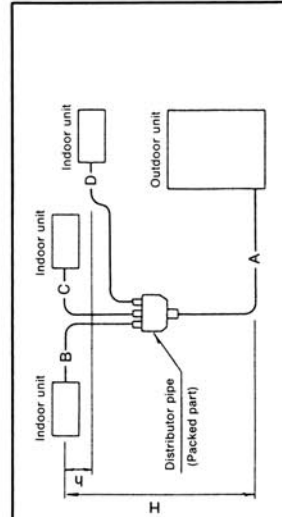 Indoor unit
Indoor unit
Indoor unit
B
C
D
h
H
A
Distributor pipe
(Packed part)
Outdoor unit